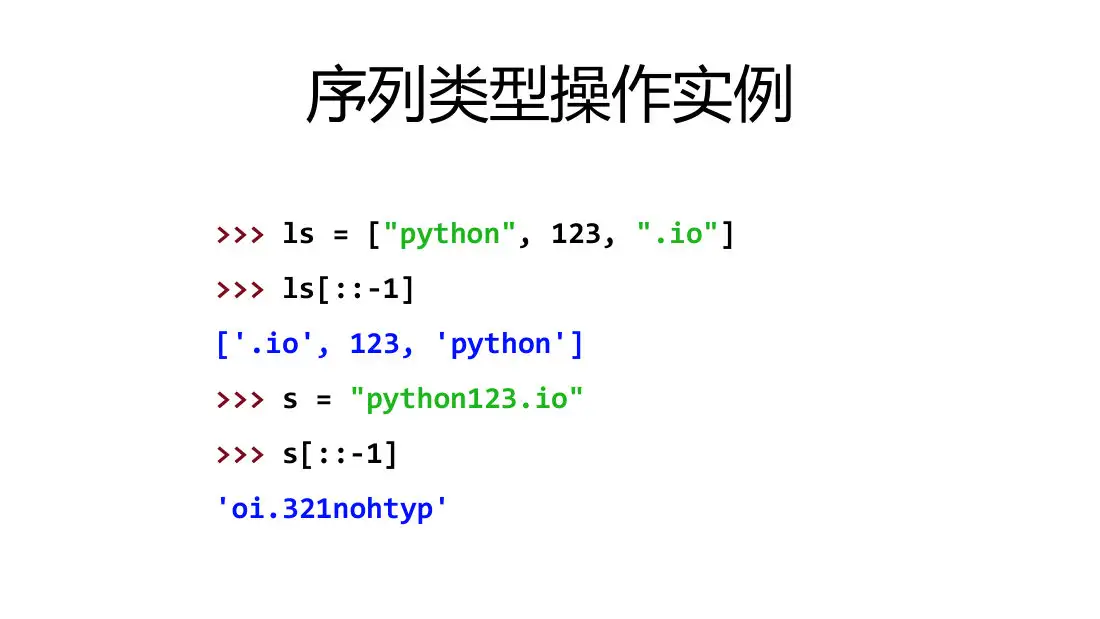 序列类型操作实例
>>> ls = ["python", 123, ".io"]
>>> ls[::-1]
['.io', 123, 'python']
>>> s = "python123.io"
>>> s[::-1]
'oi.321nohtyp'